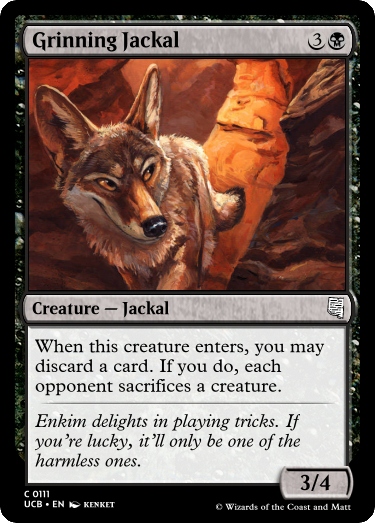 Grinning Jackal 3
Creature — Jackal
When this creature enters, you may
discard a card. If you do, each
opponent sacrifices a creature.
Enkim delights in playing tricks. If
you're lucky, it'll only be one of the
harmless ones.
3/4
C 0111
UCB • EN KENKET
© Wizards of the Coast and Matt